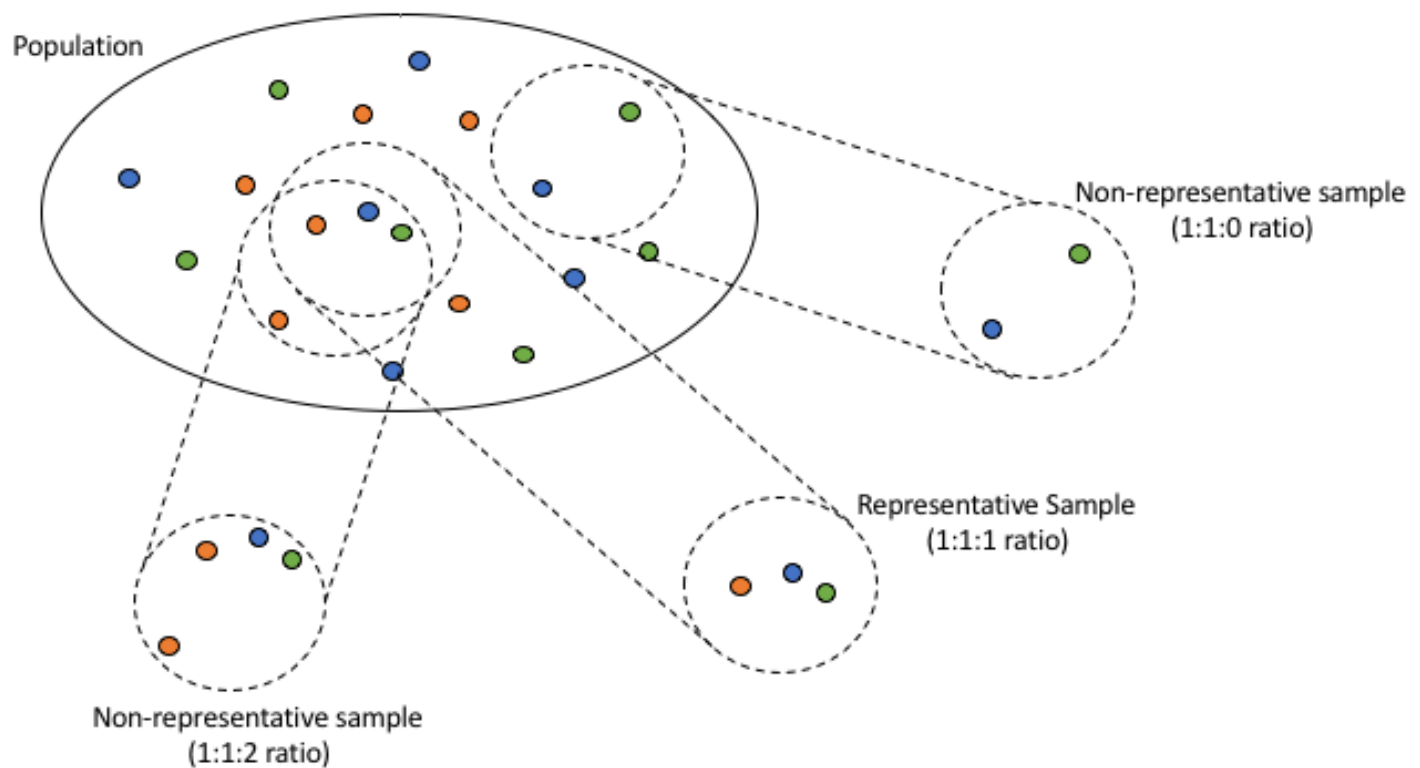 Population
Non-representative sample
(1:1:0 ratio)
Representative Sample
(1:1:1 ratio)
Non-representative sample
(1:1:2 ratio)